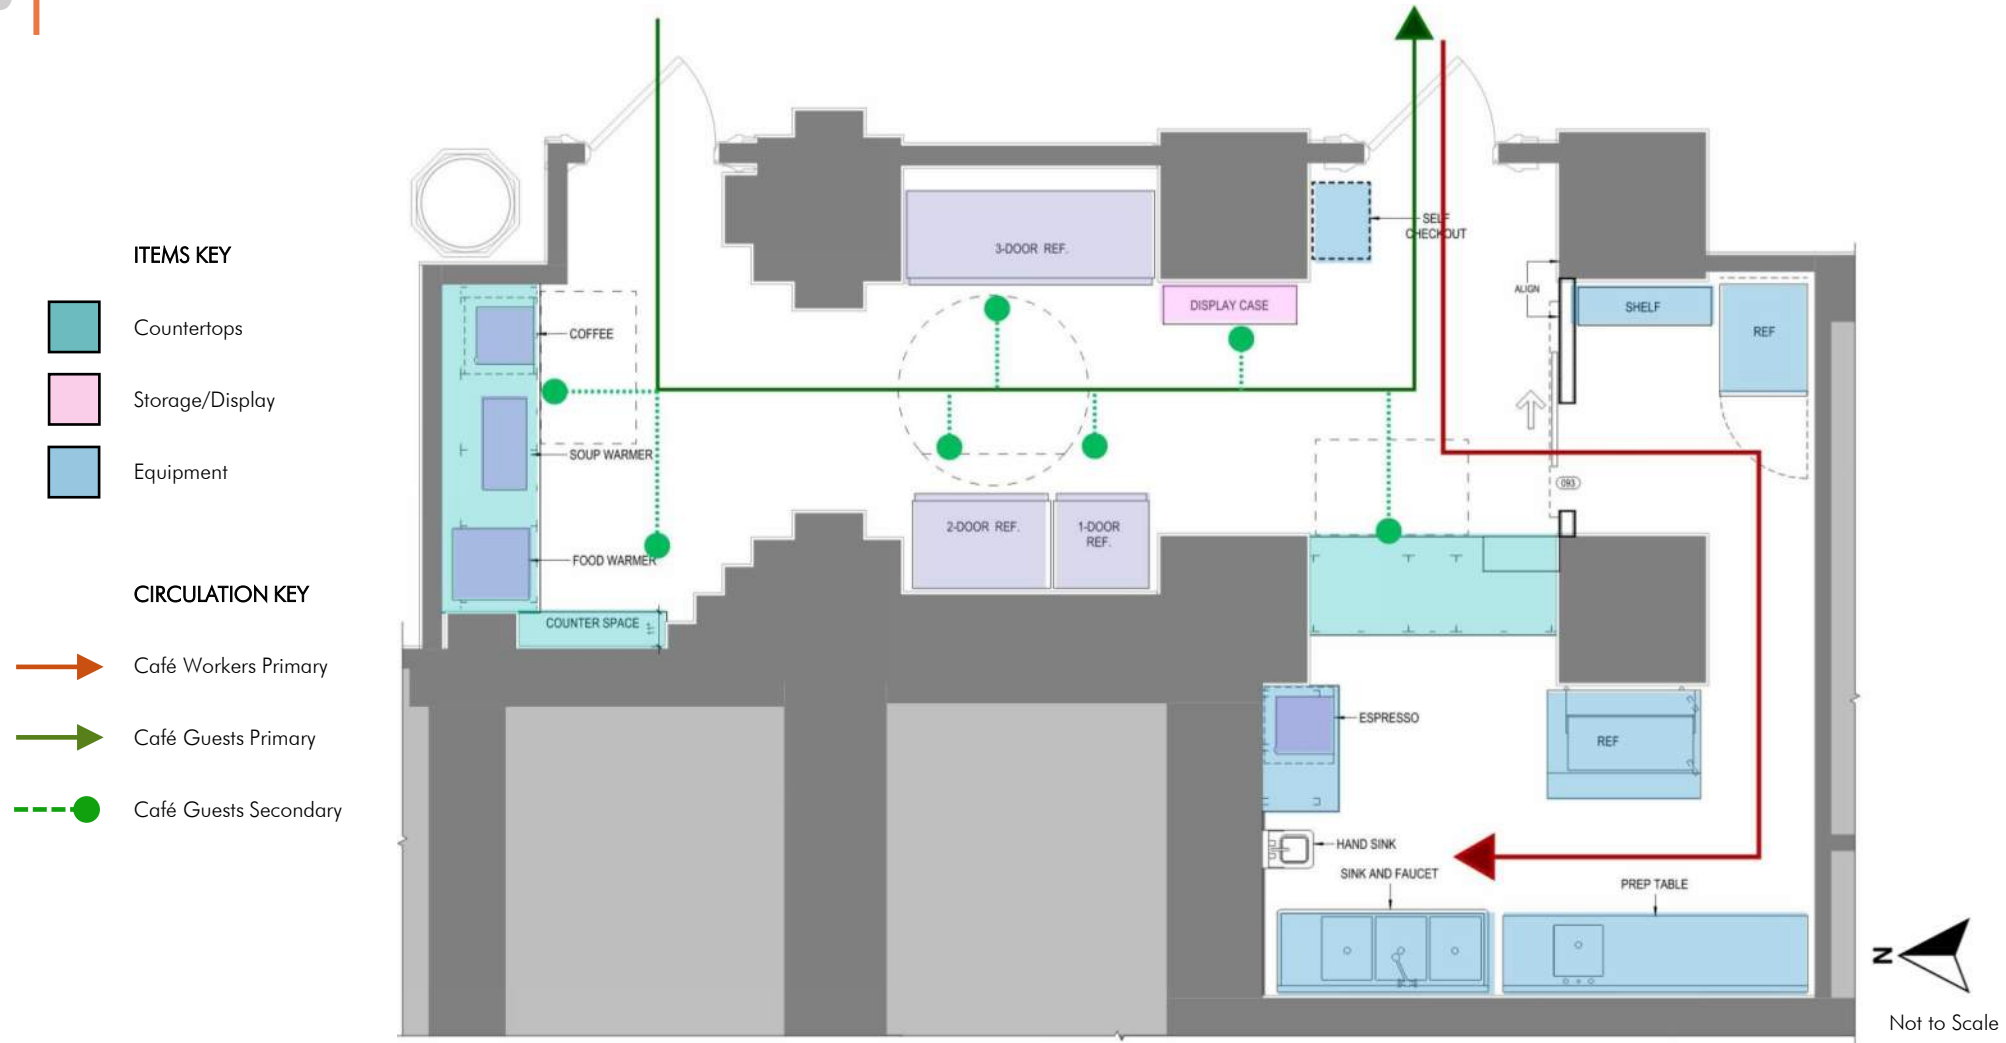 ITEMS KEY
Countertops
Storage/Display
Equipment
CIRCULATION KEY
Café Workers Primary
Café Guests Primary
Café Guests Secondary
COFFEE
SOUP WARMER
FOOD WARMER
COUNTER SPACE
11"
3-DOOR REF.
DISPLAY CASE
SELF
CHECKOUT
ALIGN
SHELF
REF
093
2-DOOR REF.
1-DOOR
REF.
ESPRESSO
REF
HAND SINK
SINK AND FAUCET
PREP TABLE
N
Not to Scale